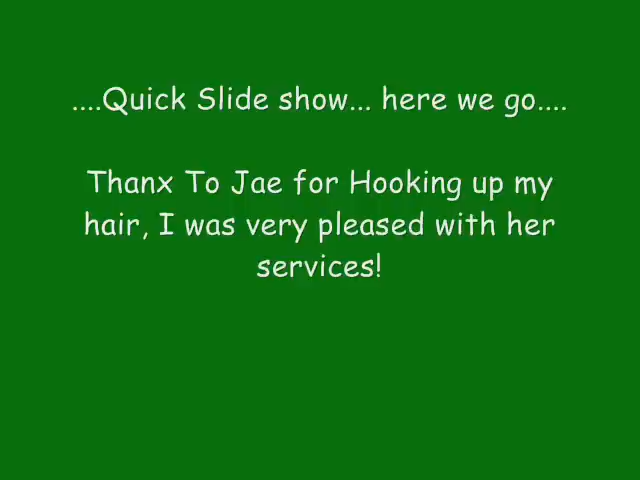 ....Quick Slide show... here we go....
Thanx To Jae for Hooking up my
hair, I was very pleased with her
services!